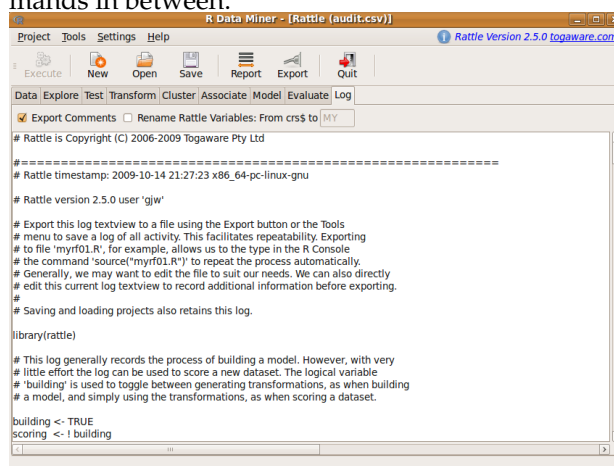 mands in between.
R Data Miner - [Rattle (audit.csv)]
Project Tools Settings Help
Rattle Version 2.5.0 togaware.com
Execute New Open Save Report Export Quit
Data Explore Test Transform Cluster Associate Model Evaluate Log
Export Comments Rename Rattle Variables: From crs$ to MY
# Rattle is Copyright (C) 2006-2009 Togaware Pty Ltd
#============================================================
# Rattle timestamp: 2009-10-14 21:27:23 x86_64-pc-linux-gnu
# Rattle version 2.5.0 user 'gjw'
# Export this log textview to a file using the Export button or the Tools
# menu to save a log of all activity. This facilitates repeatability. Exporting
# to file 'myrf01.R', for example, allows us to the type in the R Console
# the command 'source("myrf01.R")' to repeat the process automatically.
# Generally, we may want to edit the file to suit our needs. We can also directly
# edit this current log textview to record additional information before exporting.
#
# Saving and loading projects also retains this log.
library(rattle)
# This log generally records the process of building a model. However, with very
# little effort the log can be used to score a new dataset. The logical variable
# 'building' is used to toggle between generating transformations, as when building
# a model, and simply using the transformations, as when scoring a dataset.
building <- TRUE
scoring <- ! building